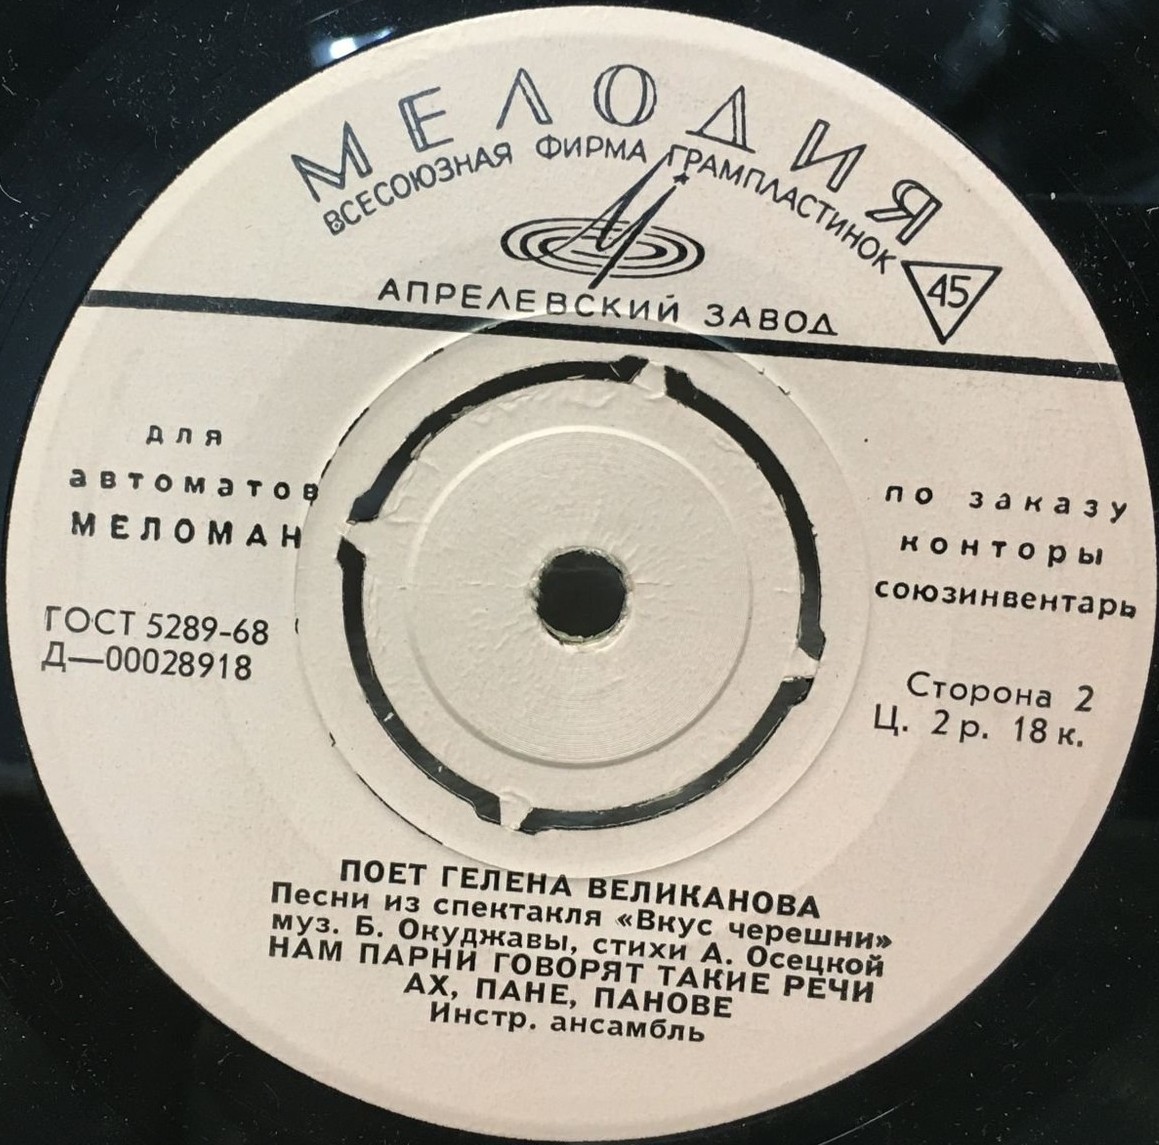 МЕЛОДИЯ
ВСЕСОЮЗНАЯ ФИРМА ГРАМПЛАСТИНОК
45
АПРЕЛЕВСКИЙ ЗАВОД
для
автоматов
МЕЛОМАН
ГОСТ 5289-68
Д—00028918
по заказу
конторы
союзинвентарь
Сторона 2
Ц. 2 р. 18 к.
ПОЕТ ГЕЛЕНА ВЕЛИКАНОВА
Песни из спектакля «Вкус черешни»
муз. Б. Окуджавы, стихи А. Осецкой
НАМ ПАРНИ ГОВОРЯТ ТАКИЕ РЕЧИ
АХ, ПАНЕ, ПАНОВЕ
Инстр. ансамбль